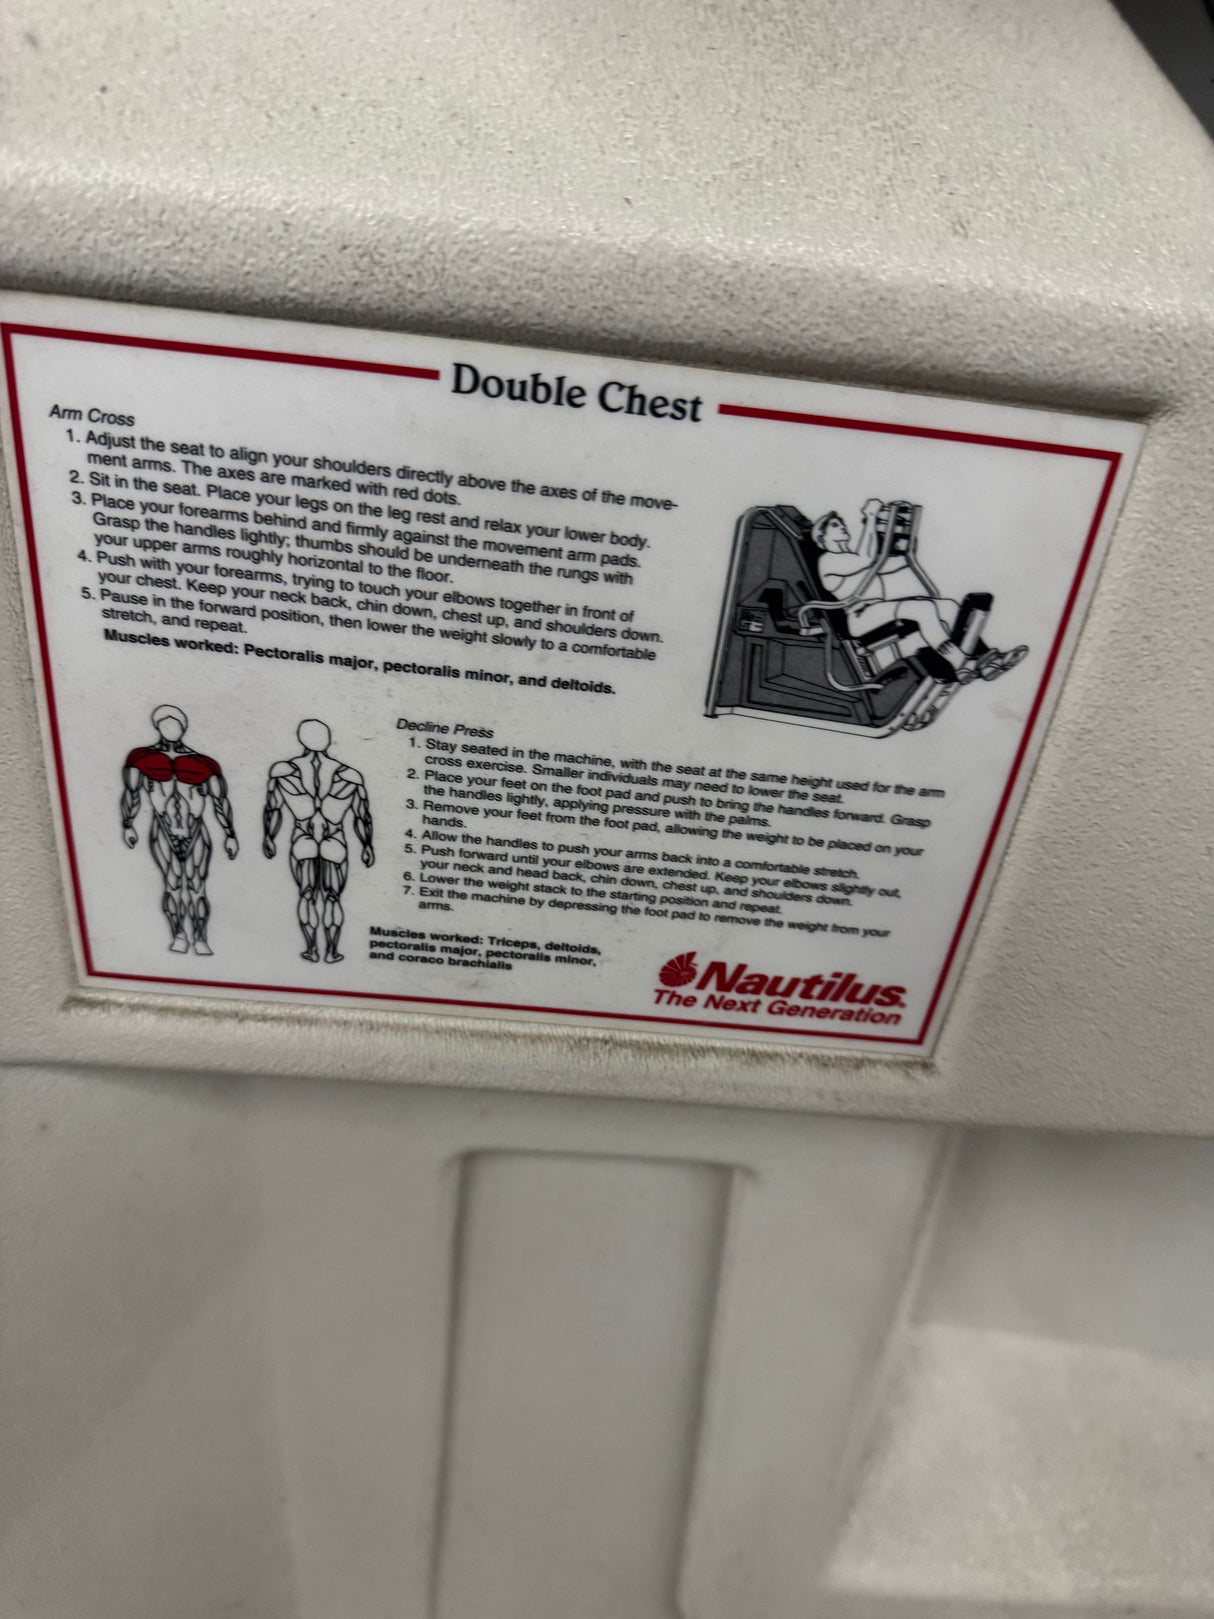 Double Chest
Arm Cross
1. Adjust the seat to align your shoulders directly above the axes of the move-
ment arms. The axes are marked with red dots.
2. Sit in the seat. Place your legs on the leg rest and relax your lower body.
3. Place your forearms behind and firmly against the movement arm pads.
Grasp the handles lightly; thumbs should be underneath the rungs with
your upper arms roughly horizontal to the floor.
4. Push with your forearms, trying to touch your elbows together in front of
your chest. Keep your neck back, chin down, chest up, and shoulders down.
5. Pause in the forward position, then lower the weight slowly to a comfortable
stretch, and repeat.
Muscles worked: Pectoralis major, pectoralis minor, and deltoids.
Decline Press
1. Stay seated in the machine, with the seat at the same height used for the arm
cross exercise. Smaller individuals may need to lower the seat.
2. Place your feet on the foot pad and push to bring the handles forward. Grasp
the handles lightly, applying pressure with the palms.
3. Remove your feet from the foot pad, allowing the weight to be placed on your
hands.
4. Allow the handles to push your arms back into a comfortable stretch.
5. Push forward until your elbows are extended. Keep your elbows slightly out,
your neck and head back, chin down, chest up, and shoulders down.
6. Lower the weight stack to the starting position and repeat.
7. Exit the machine by depressing the foot pad to remove the weight from your
arms.
Muscles worked: Triceps, deltoids,
pectoralis major, pectoralis minor,
and coraco brachialis
Nautilus
The Next Generation